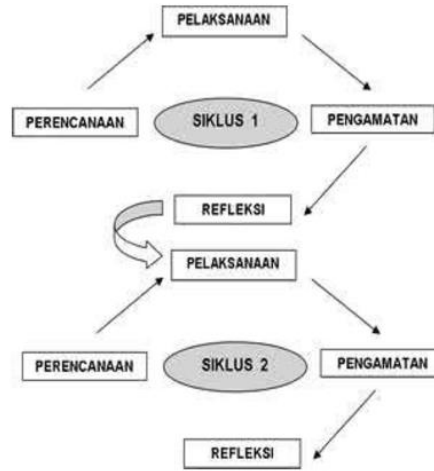 PELAKSANAAN
PERENCANAAN
SIKLUS 1
PENGAMATAN
REFLEKSI
PELAKSANAAN
PERENCANAAN
SIKLUS 2
PENGAMATAN
REFLEKSI